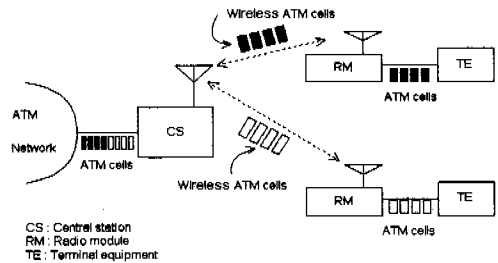 Wireless ATM cells
RM
TE
ATM cells
ATM
Network
CS
ATM cells
Wireless ATM cells
RM
TE
ATM cells
CS : Central station
RM : Radio module
TE : Terminal equipment